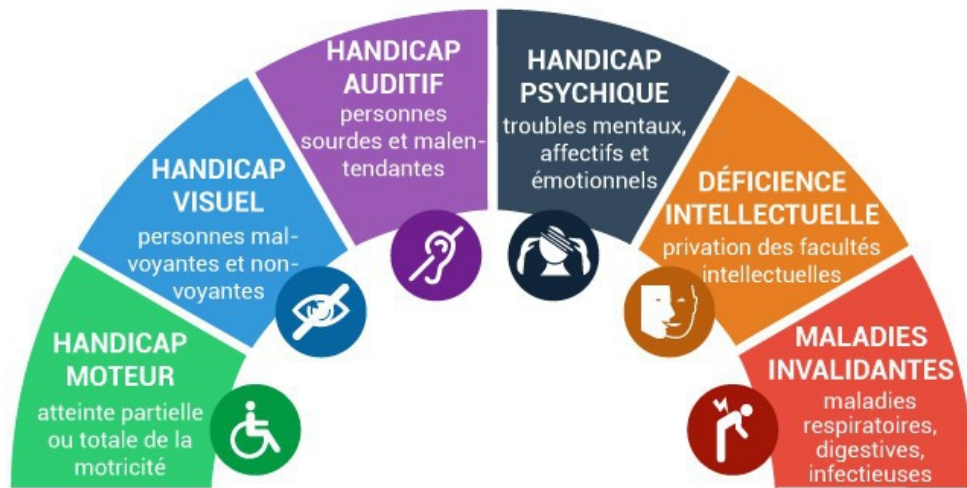 HANDICAP
MOTEUR
atteinte partielle
ou totale de la
motricité
HANDICAP
VISUEL
personnes mal-
voyantes et non-
voyantes
HANDICAP
AUDITIF
personnes
sourdes et malen-
tendantes
HANDICAP
PSYCHIQUE
troubles mentaux,
affectifs et
émotionnels
DÉFICIENCE
INTELLECTUELLE
privation des facultés
intellectuelles
MALADIES
INVALIDANTES
maladies
respiratoires,
digestives,
infectieuses